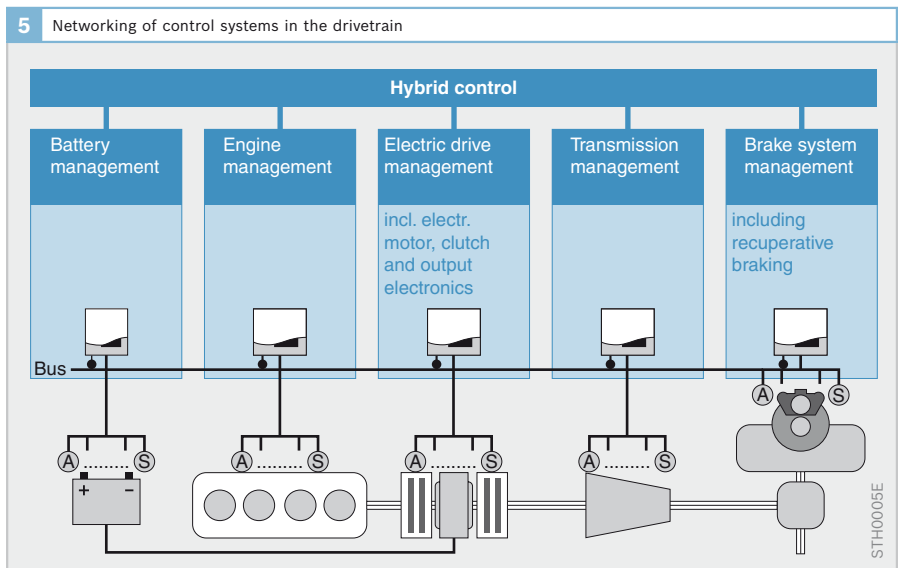 5 Networking of control systems in the drivetrain
Hybrid control
Battery
management
Engine
management
Electric drive
management
Transmission
management
Brake system
management
incl. electr.
motor, clutch
and output
electronics
including
recuperative
braking
Bus
A S
A ......... S
A ......... S
A ......... S
A ......... S
+ −
STH0005E